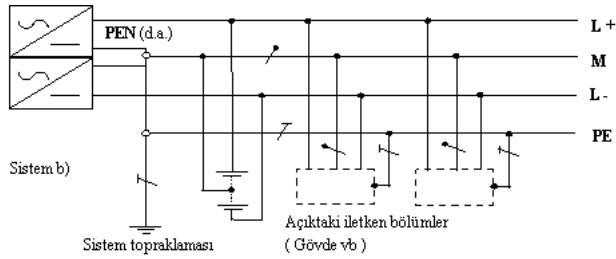 PEN (d.a.)
L +
M
L -
PE
Sistem b)
Sistem topraklaması
Açıktaki iletken bölümler
( Gövde vb )